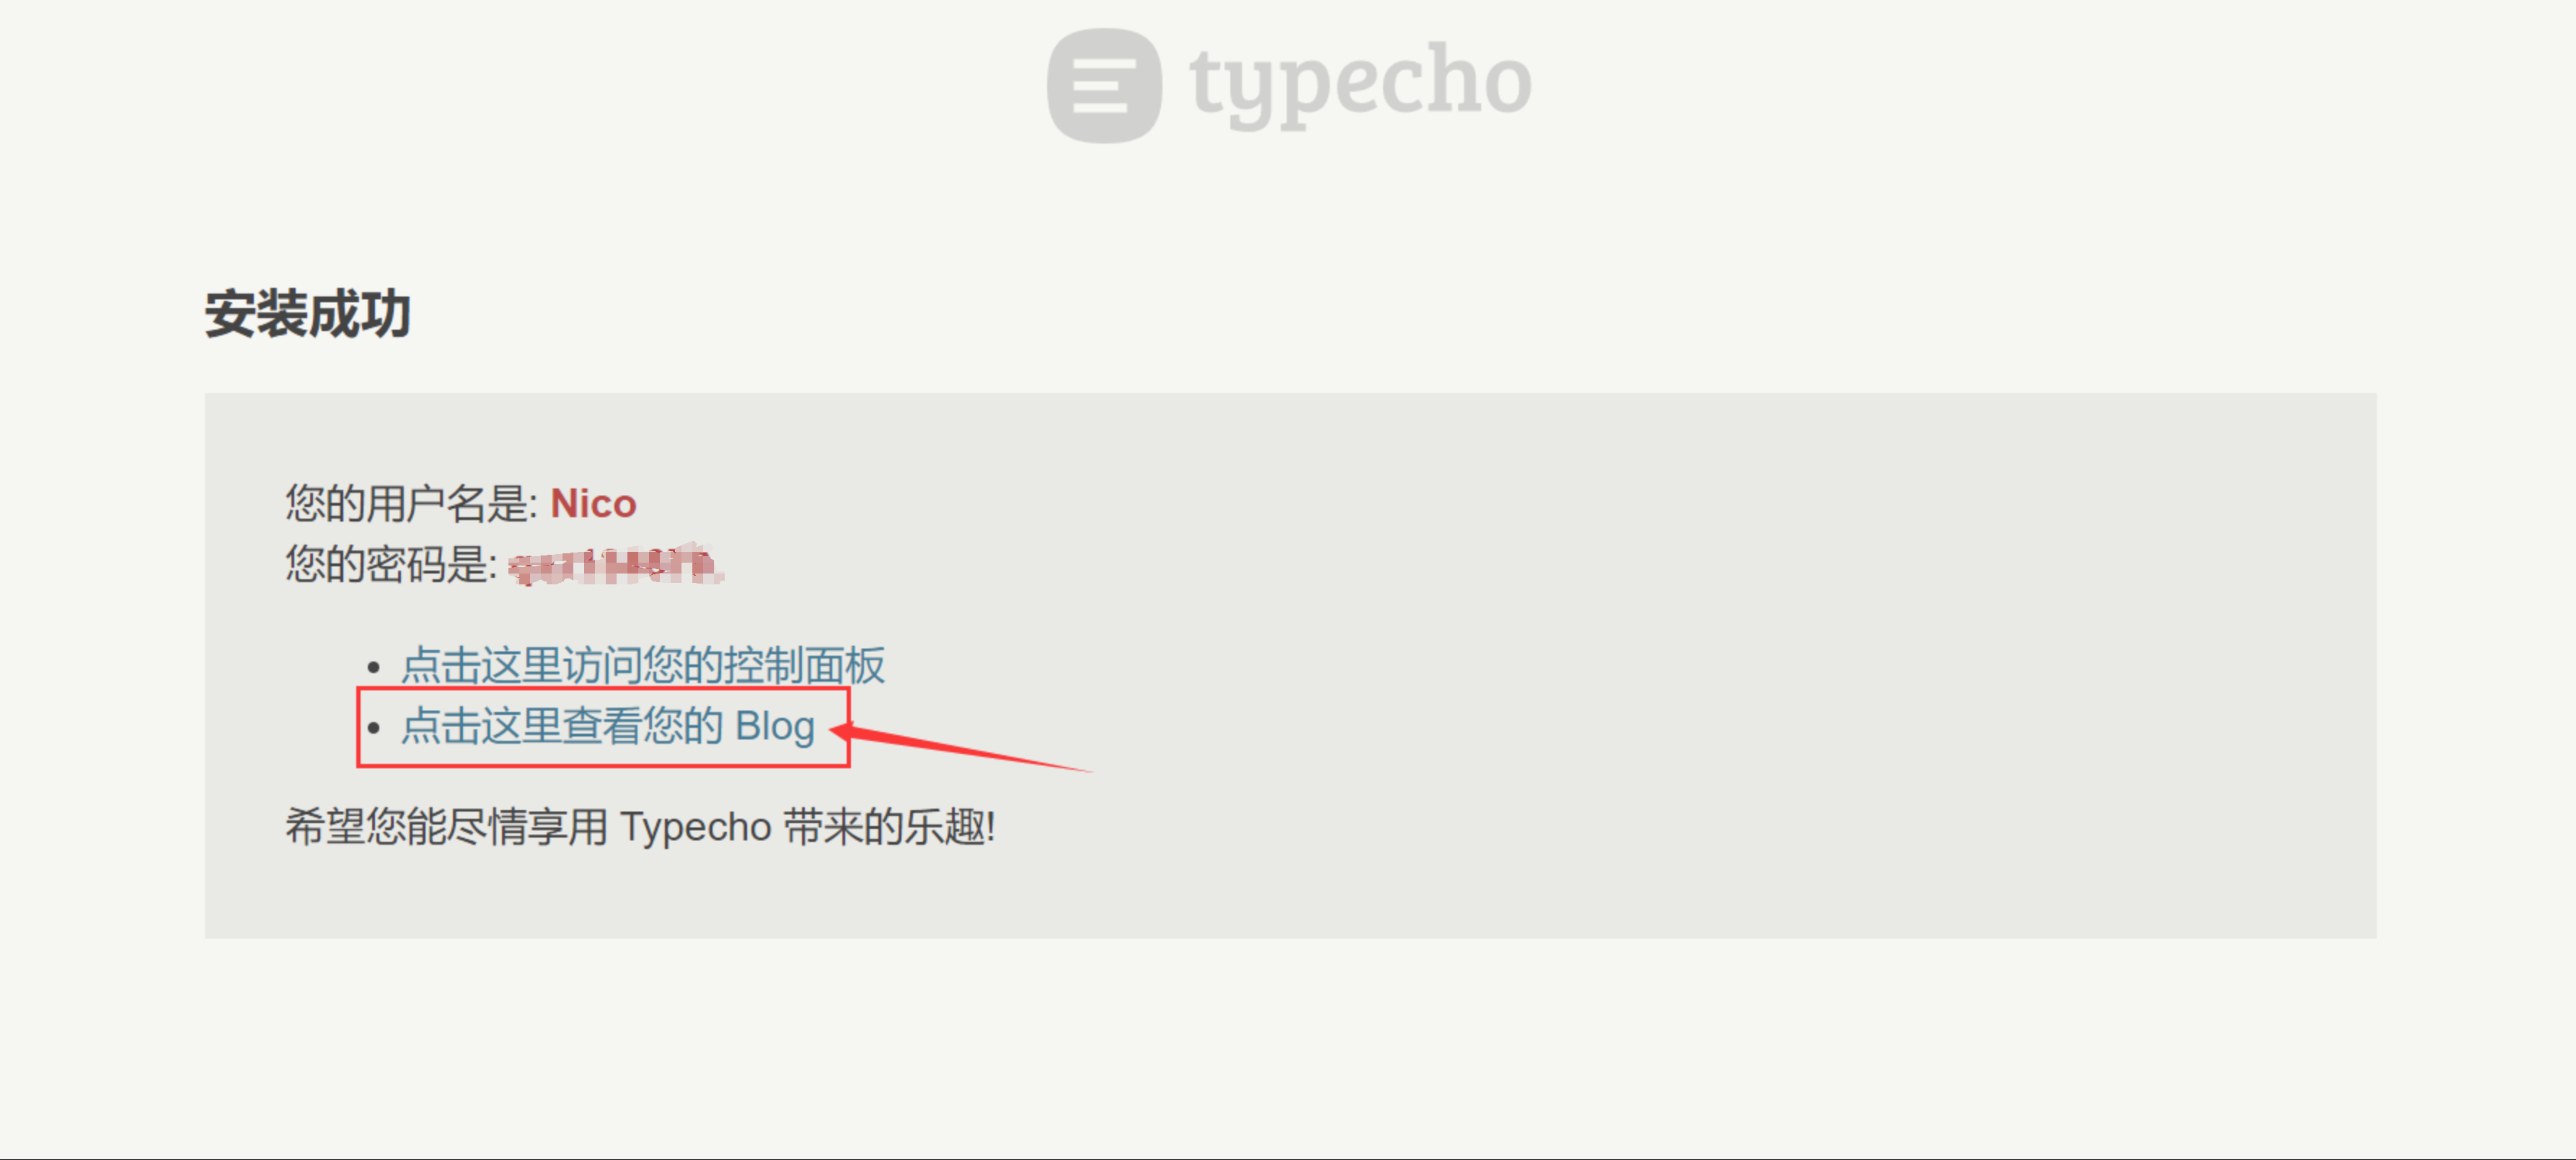 typecho
安装成功
您的用户名是: Nico
您的密码是:
点击这里访问您的控制面板
点击这里查看您的 Blog
希望您能尽情享用 Typecho 带来的乐趣!